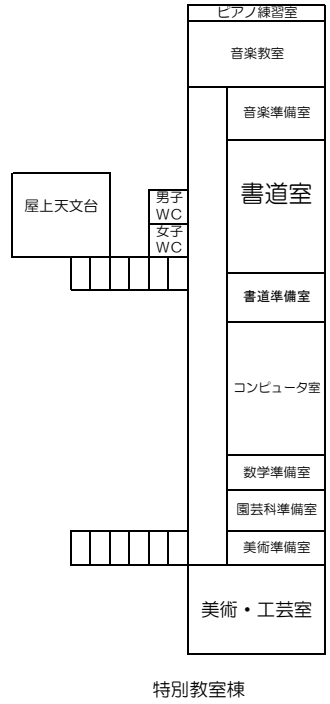 ピアノ練習室
音楽教室
音楽準備室
書道室
屋上天文台
男子
WC
女子
WC
書道準備室
コンピュータ室
数学準備室
園芸科準備室
美術準備室
美術・工芸室
特別教室棟